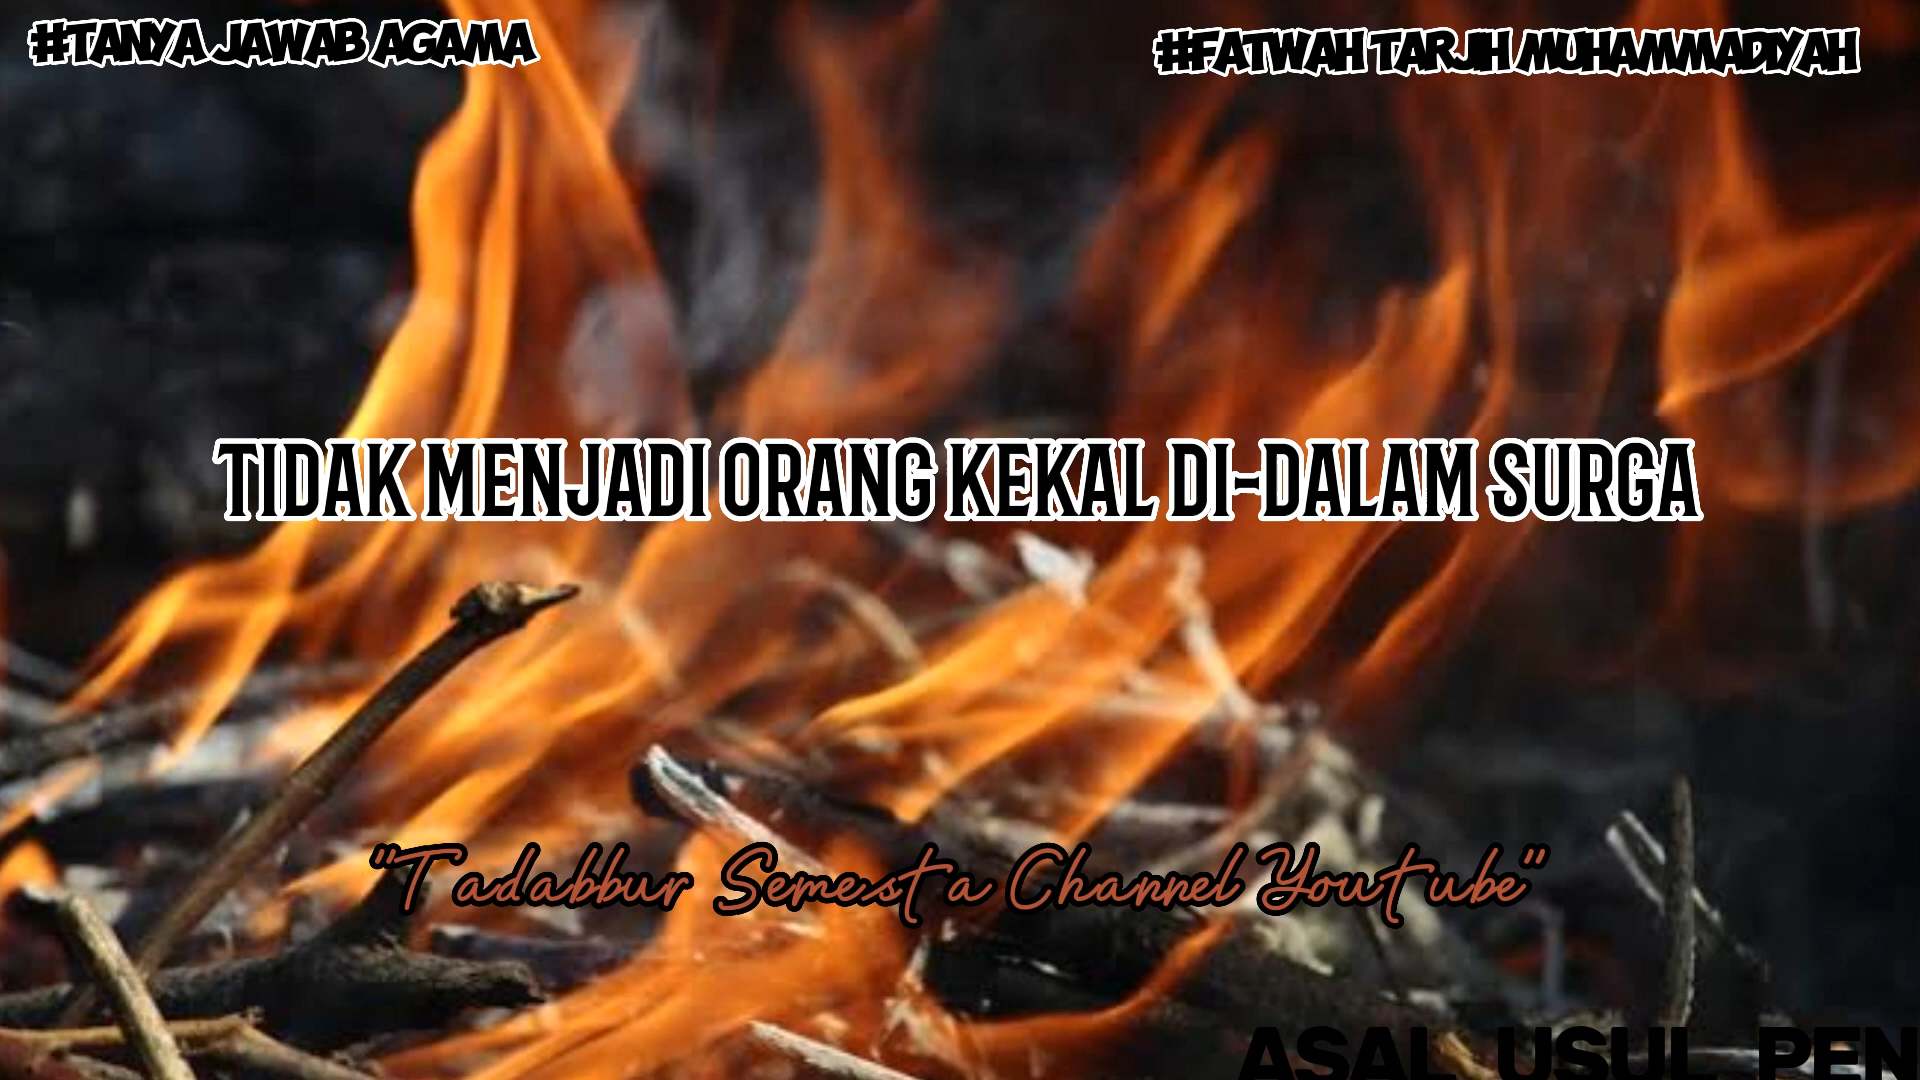 #TANYA JAWAB AGAMA
#FATWAH TARJIH MUHAMMADIYAH
TIDAK MENJADI ORANG KEKAL DI-DALAM SURGA
"Tadabbur Semesta Channel Youtube"
ASAL USUL PEN